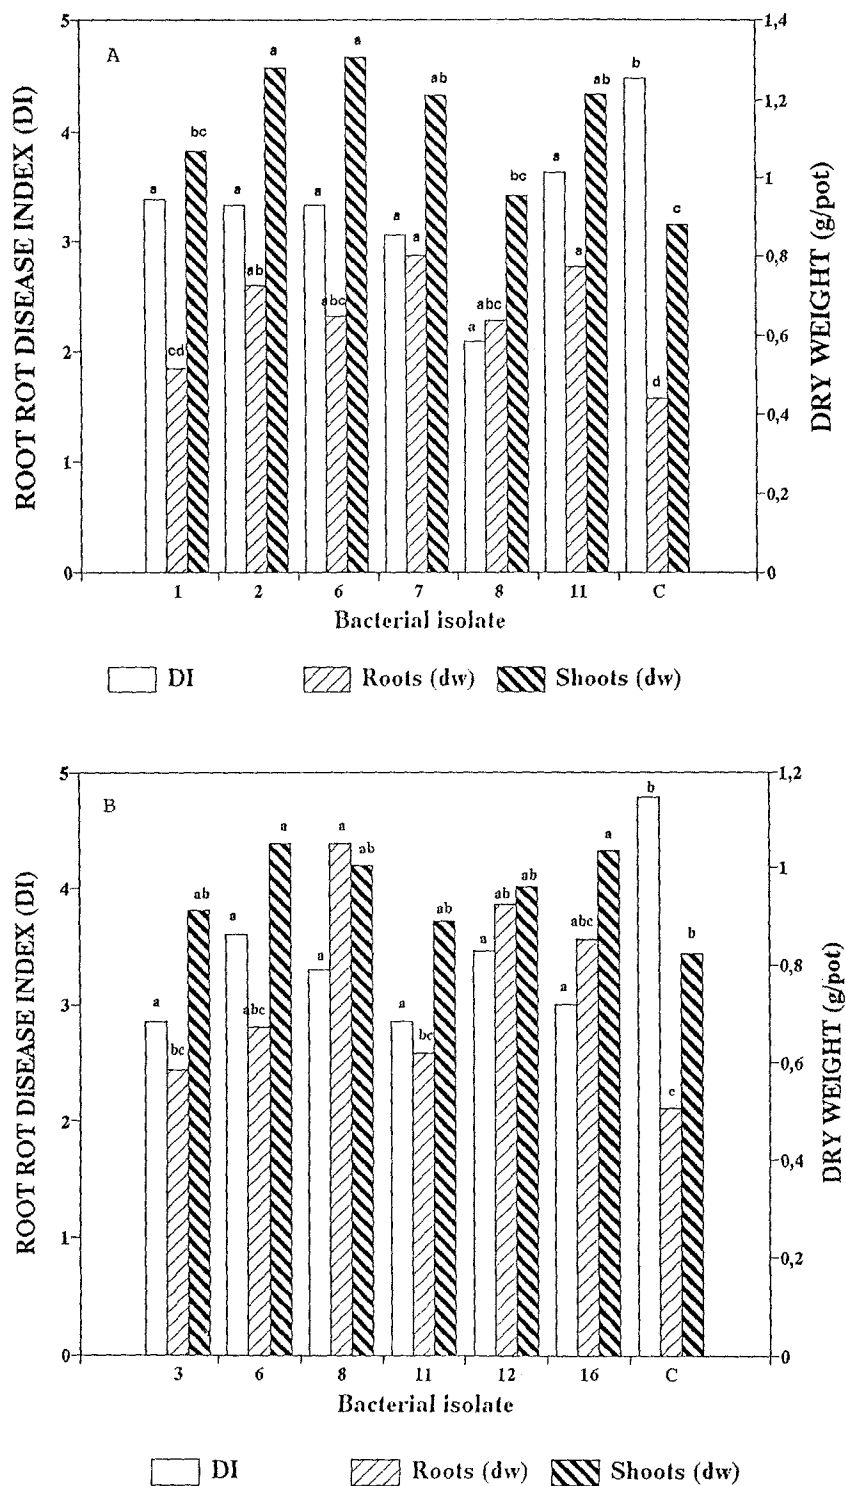 A
ROOT ROT DISEASE INDEX (DI)
5
4
3
2
1
0
1,4
1,2
1
0,8
0,6
0,4
0,2
0
DRY WEIGHT (g/pot)
a cd bc
a ab a
a abc a
a a ab
a abc bc
a a ab
b d c
1 2 6 7 8 11 C
Bacterial isolate
DI Roots (dw) Shoots (dw)
B
ROOT ROT DISEASE INDEX (DI)
5
4
3
2
1
0
1,2
1
0,8
0,6
0,4
0,2
0
DRY WEIGHT (g/pot)
a bc ab
a abc a
a a ab
a bc ab
a ab ab
a abc a
b c b
3 6 8 11 12 16 C
Bacterial isolate
DI Roots (dw) Shoots (dw)